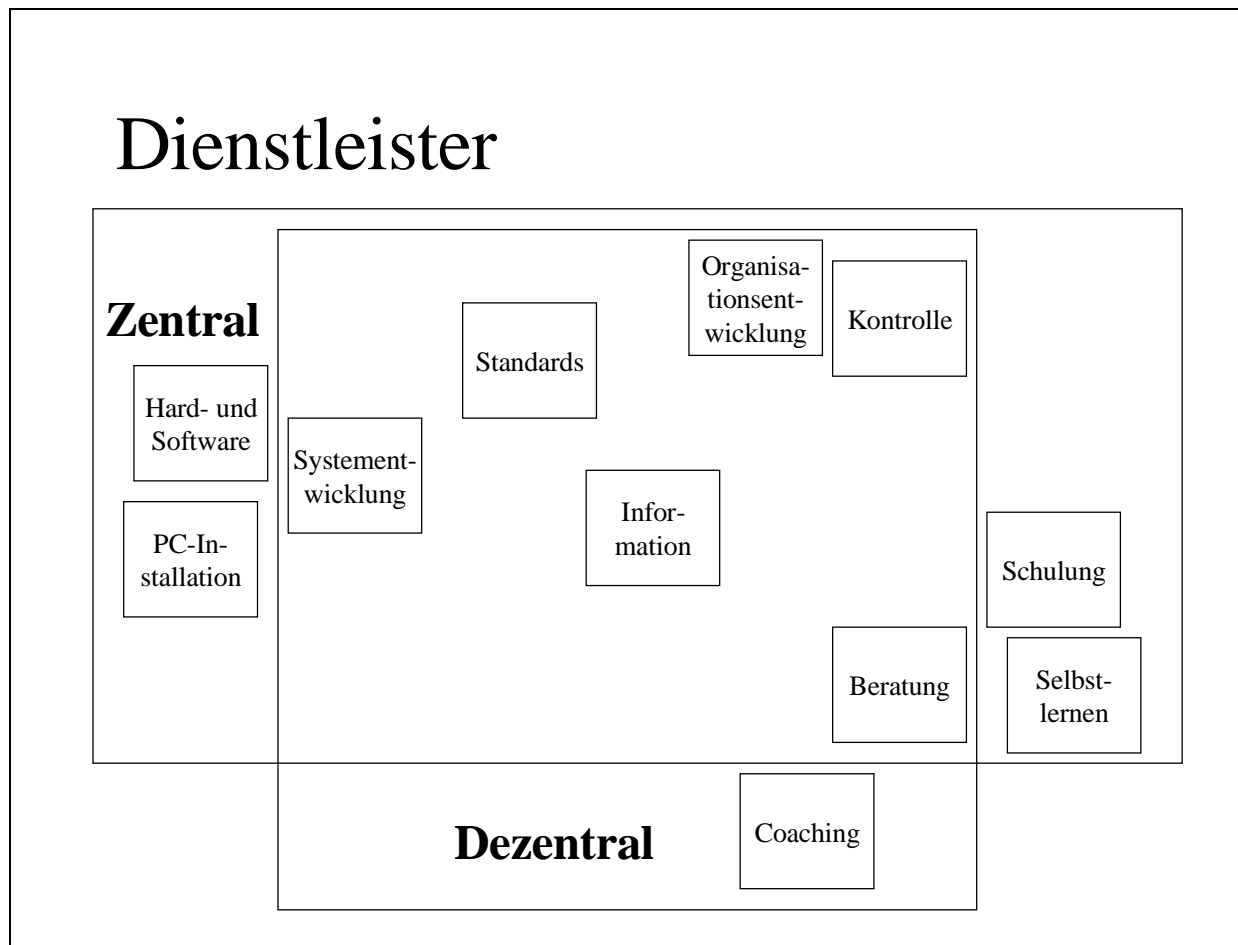 Dienstleister
Zentral
Organisa-
tionsent-
wicklung
Kontrolle
Standards
Hard- und
Software
Systement-
wicklung
Infor-
mation
PC-In-
stallation
Schulung
Beratung
Selbst-
lernen
Dezentral
Coaching